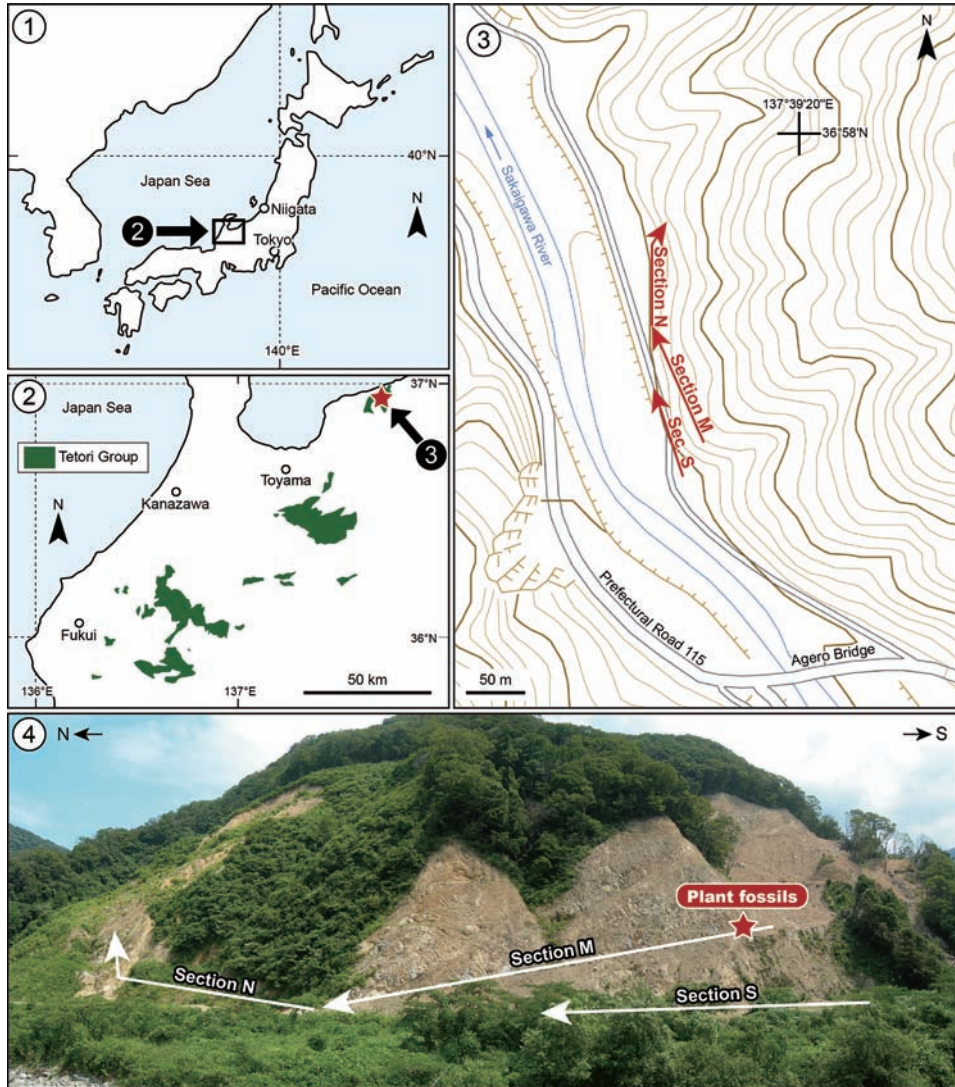 1
40°N
Japan Sea
Niigata
N
2
Tokyo
Pacific Ocean
140°E
2
37°N
Japan Sea
Tetori Group
3
Toyama
N
Kanazawa
Fukui
36°N
136°E
137°E
50 km
3
N
137°39'20"E
36°58'N
Sakaigawa River
Section N
Section M
Sec. S
Prefectural Road 115
Agero Bridge
50 m
4
N
S
Plant fossils
Section M
Section N
Section S